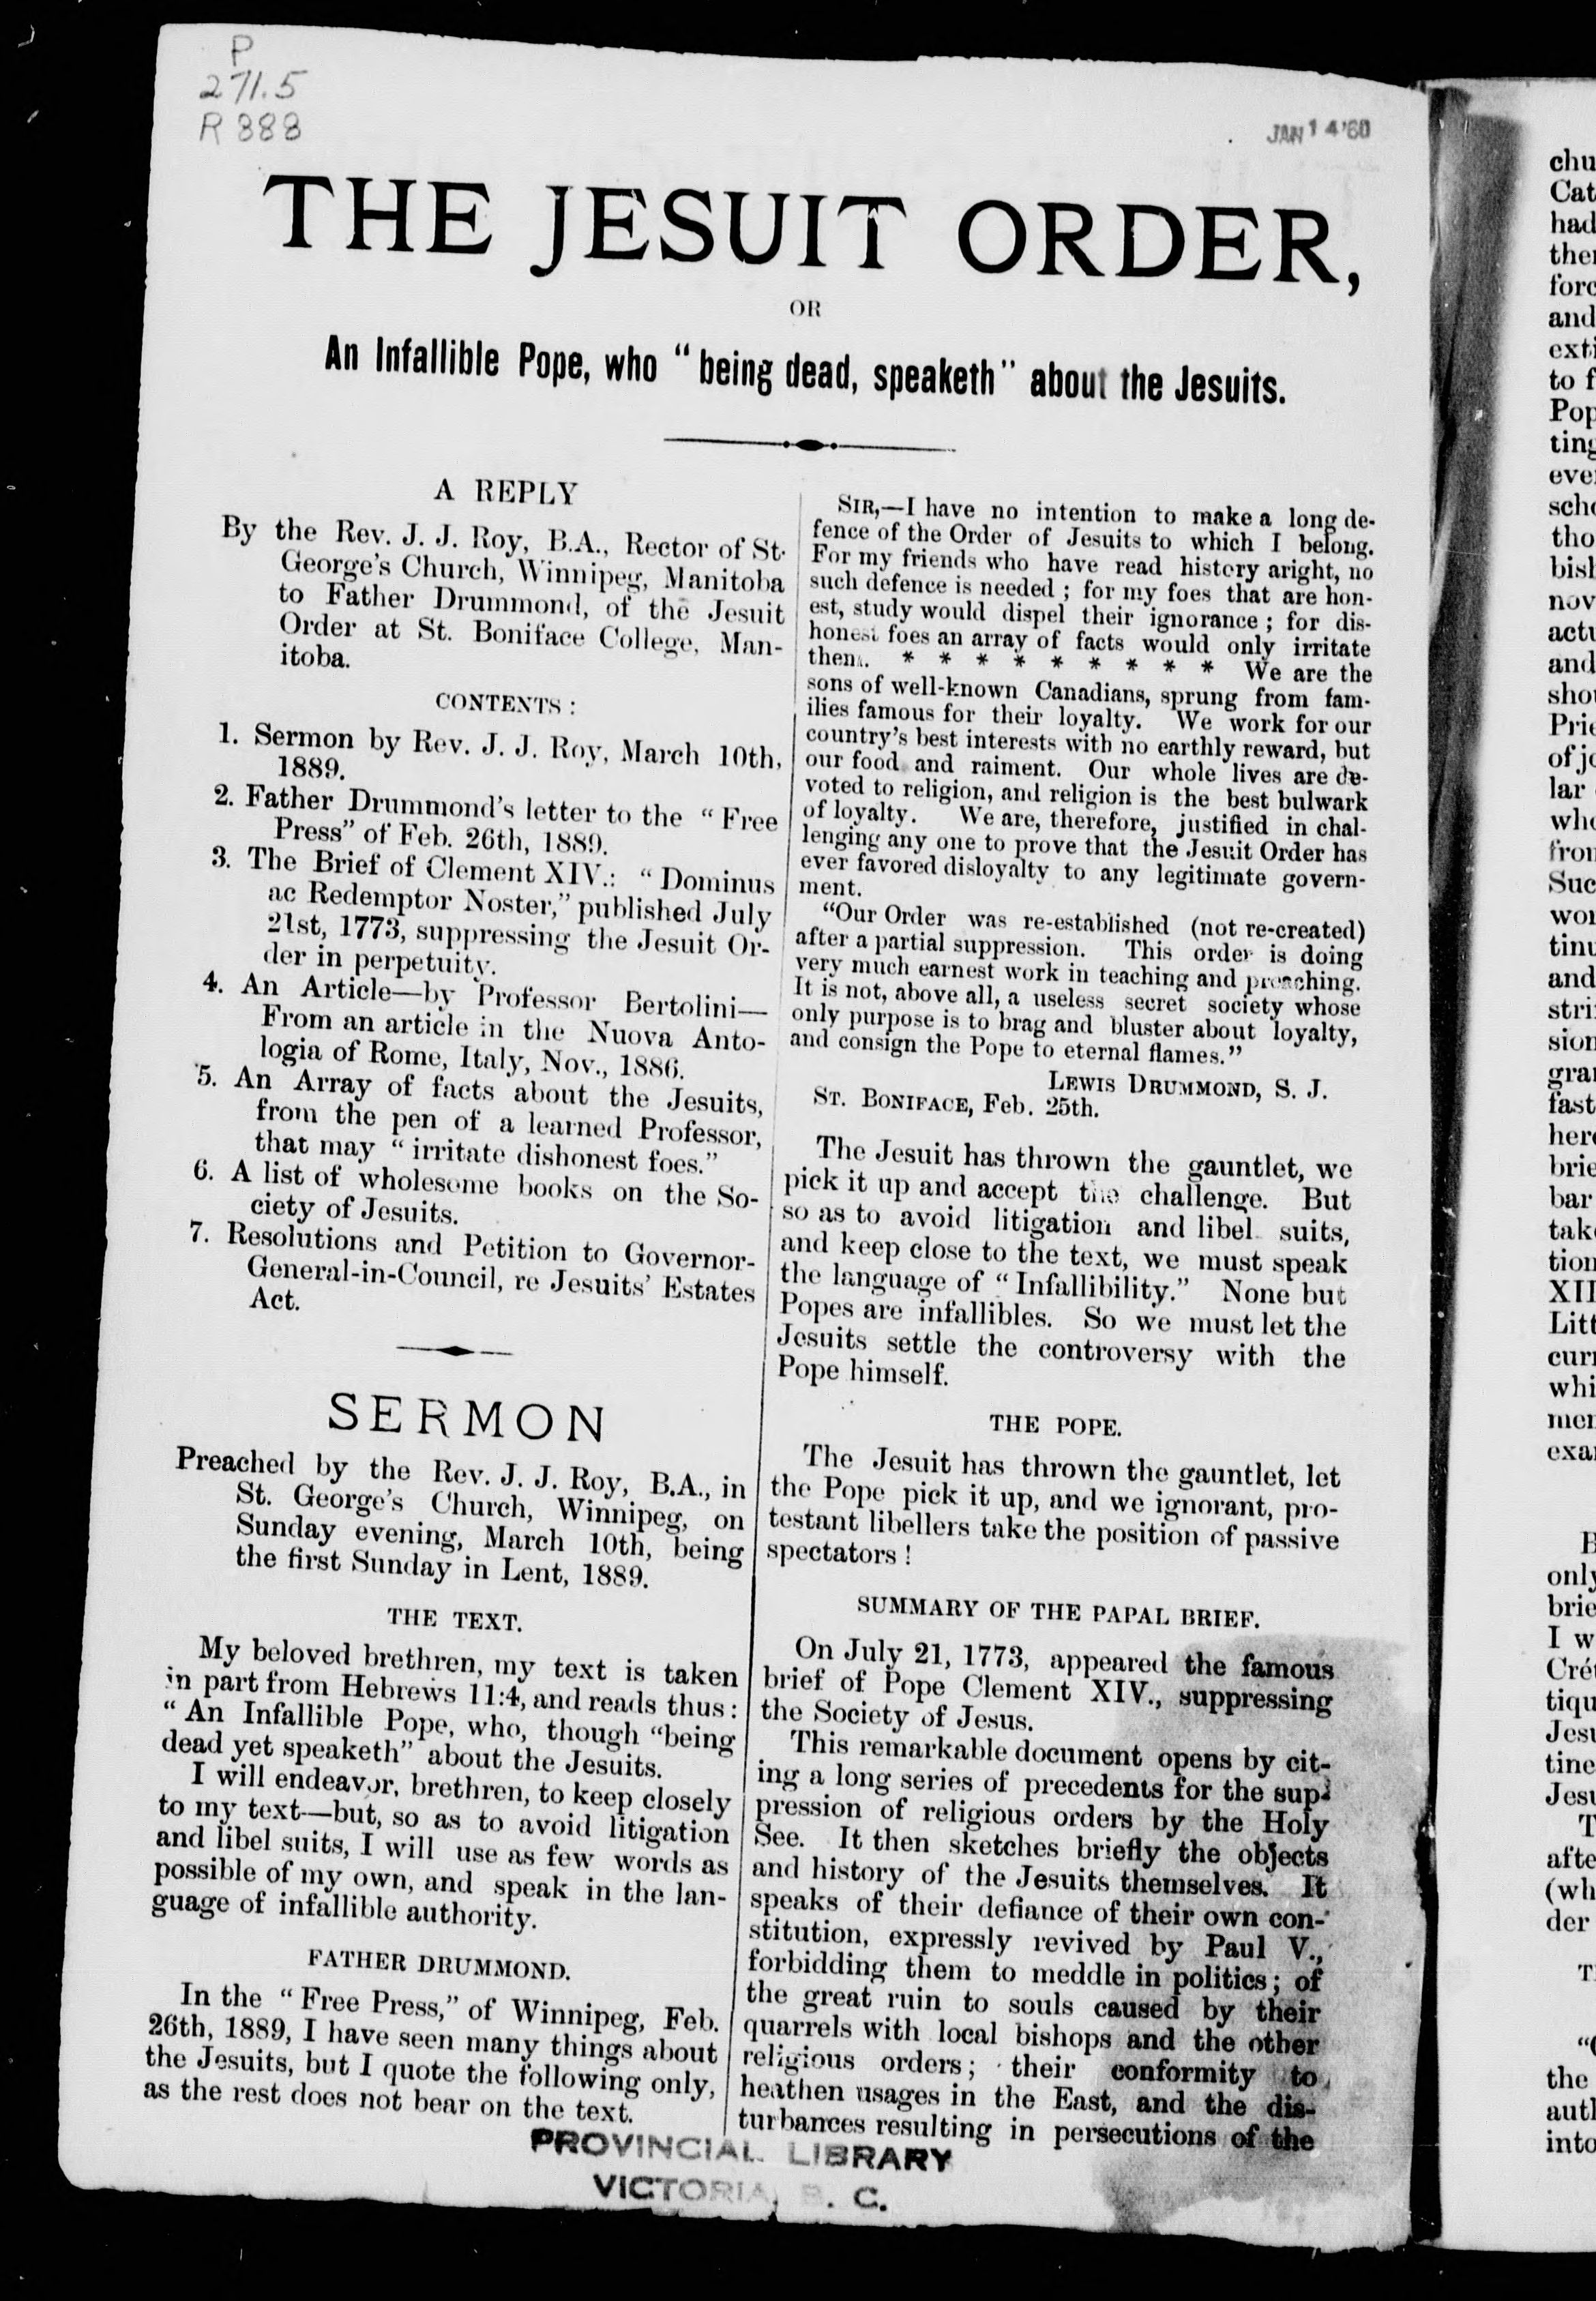 P
271.5
R888
JAN 14 '60
THE JESUIT ORDER,
OR
An Infallible Pope, who "being dead, speaketh" about the Jesuits.
A REPLY
By the Rev. J. J. Roy, B.A., Rector of St.
George's Church, Winnipeg, Manitoba
to Father Drummond, of the Jesuit
Order at St. Boniface College, Man-
itoba.
CONTENTS:
1. Sermon by Rev. J. J. Roy, March 10th,
1889.
2. Father Drummond's letter to the "Free
Press" of Feb. 26th, 1889.
3. The Brief of Clement XIV.: "Dominus
ac Redemptor Noster," published July
21st, 1773, suppressing the Jesuit Or-
der in perpetuity.
4. An Article—by Professor Bertolini—
From an article in the Nuova Anto-
logia of Rome, Italy, Nov., 1886.
5. An Array of facts about the Jesuits,
from the pen of a learned Professor,
that may "irritate dishonest foes."
6. A list of wholesome books on the So-
ciety of Jesuits.
7. Resolutions and Petition to Governor-
General-in-Council, re Jesuits' Estates
Act.
SERMON
Preached by the Rev. J. J. Roy, B.A., in
St. George's Church, Winnipeg, on
Sunday evening, March 10th, being
the first Sunday in Lent, 1889.
THE TEXT.
My beloved brethren, my text is taken
in part from Hebrews 11:4, and reads thus:
"An Infallible Pope, who, though "being
dead yet speaketh" about the Jesuits.
I will endeavor, brethren, to keep closely
to my text—but, so as to avoid litigation
and libel suits, I will use as few words as
possible of my own, and speak in the lan-
guage of infallible authority.
FATHER DRUMMOND.
In the "Free Press," of Winnipeg, Feb.
26th, 1889, I have seen many things about
the Jesuits, but I quote the following only,
as the rest does not bear on the text.
SIR,—I have no intention to make a long de-
fence of the Order of Jesuits to which I belong.
For my friends who have read history aright, no
such defence is needed; for my foes that are hon-
est, study would dispel their ignorance; for dis-
honest foes an array of facts would only irritate
them. * * * * * * * * * We are the
sons of well-known Canadians, sprung from fam-
ilies famous for their loyalty. We work for our
country's best interests with no earthly reward, but
our food and raiment. Our whole lives are de-
voted to religion, and religion is the best bulwark
of loyalty. We are, therefore, justified in chal-
lenging any one to prove that the Jesuit Order has
ever favored disloyalty to any legitimate govern-
ment.
"Our Order was re-established (not re-created)
after a partial suppression. This order is doing
very much earnest work in teaching and preaching.
It is not, above all, a useless secret society whose
only purpose is to brag and bluster about loyalty,
and consign the Pope to eternal flames."
LEWIS DRUMMOND, S. J.
ST. BONIFACE, Feb. 25th.
The Jesuit has thrown the gauntlet, we
pick it up and accept the challenge. But
so as to avoid litigation and libel suits,
and keep close to the text, we must speak
the language of "Infallibility." None but
Popes are infallibles. So we must let the
Jesuits settle the controversy with the
Pope himself.
THE POPE.
The Jesuit has thrown the gauntlet, let
the Pope pick it up, and we ignorant, pro-
testant libellers take the position of passive
spectators!
SUMMARY OF THE PAPAL BRIEF.
On July 21, 1773, appeared the famous
brief of Pope Clement XIV., suppressing
the Society of Jesus.
This remarkable document opens by cit-
ing a long series of precedents for the sup-
pression of religious orders by the Holy
See. It then sketches briefly the objects
and history of the Jesuits themselves. It
speaks of their defiance of their own con-
stitution, expressly revived by Paul V.,
forbidding them to meddle in politics; of
the great ruin to souls caused by their
quarrels with local bishops and the other
religious orders; their conformity to
heathen usages in the East, and the dis-
turbances resulting in persecutions of the
PROVINCIAL LIBRARY
VICTORIA, B. C.